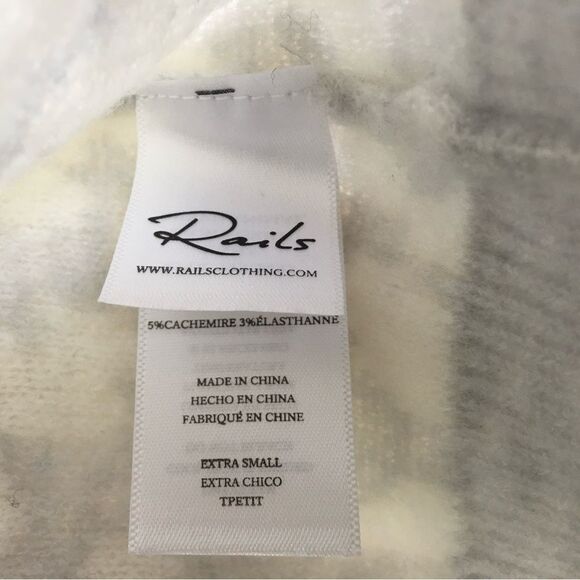 Rails
WWW.RAILSCLOTHING.COM
5%CACHEMIRE 3%ÉLASTHANNE
MADE IN CHINA
HECHO EN CHINA
FABRIQUÉ EN CHINE
EXTRA SMALL
EXTRA CHICO
TPETIT